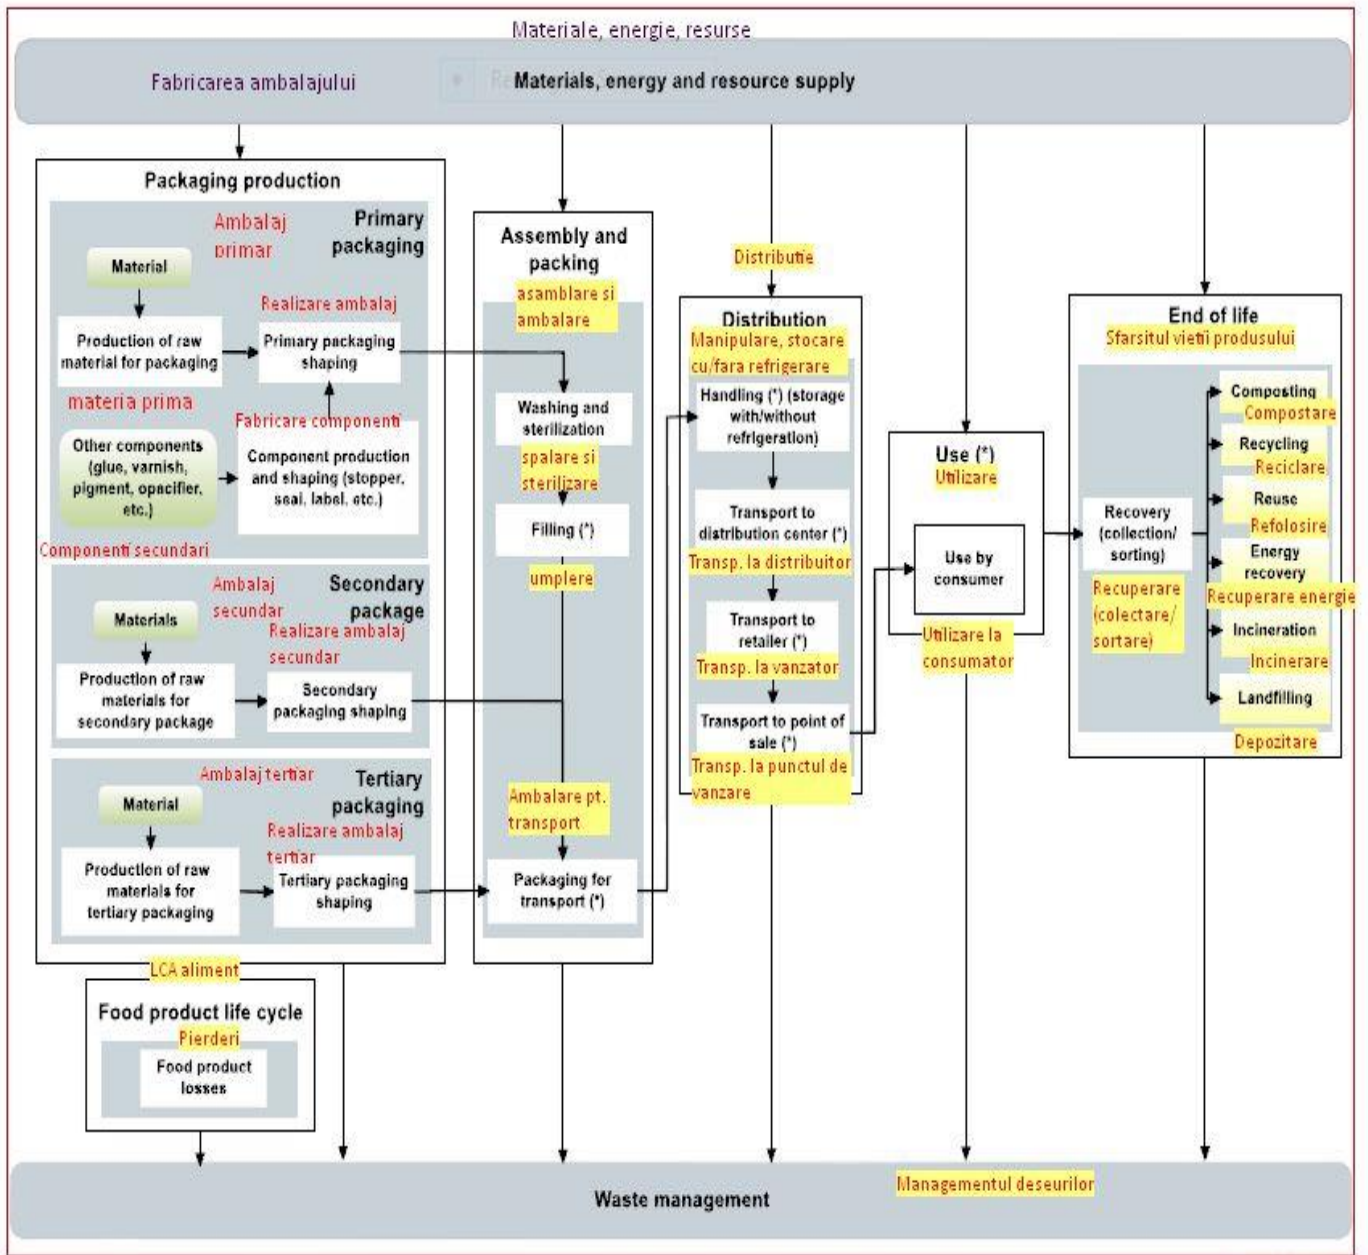 Materiale, energie, resurse
Fabricarea ambalajului
Materials, energy and resource supply
Packaging production
Ambalaj
primar
Primary
packaging
Material
Realizare ambalaj
Production of raw
material for packaging
Primary packaging
shaping
materia prima
Fabricare componenti
Other components
(glue, varnish,
pigment, opacifier,
etc.)
Component production
and shaping (stopper,
seal, label, etc.)
Componenti secundari
Ambalaj
secundar
Secondary
package
Materials
Realizare ambalaj
secundar
Production of raw
materials for
secondary package
Secondary
packaging shaping
Ambalaj tertiar
Tertiary
packaging
Material
Realizare ambalaj
tertiar
Production of raw
materials for
tertiary packaging
Tertiary packaging
shaping
LCA aliment
Food product life cycle
Pierderi
Food product
losses
Assembly and
packing
asamblare si
ambalare
Washing and
sterilization
spalare si
sterilizare
Filling (*)
umplere
Ambalare pt.
transport
Packaging for
transport (*)
Distributie
Distribution
Manipulare, stocare
cu/fara refrigerare
Handling (*) (storage
with/without
refrigeration)
Transport to
distribution center (*)
Transp. la distribuitor
Transport to
retailer (*)
Transp. la vanzator
Transport to point of
sale (*)
Transp. la punctul de
vanzare
Use (*)
Utilizare
Use by
consumer
Utilizare la
consumator
End of life
Sfarsitul vietii produsului
Recovery
(collection/
sorting)
Recuperare
(colectare/
sortare)
Composting
Compostare
Recycling
Reciclare
Reuse
Refolosire
Energy
recovery
Recuperare energie
Incineration
Incinerare
Landfilling
Depozitare
Waste management
Managementul deseurilor